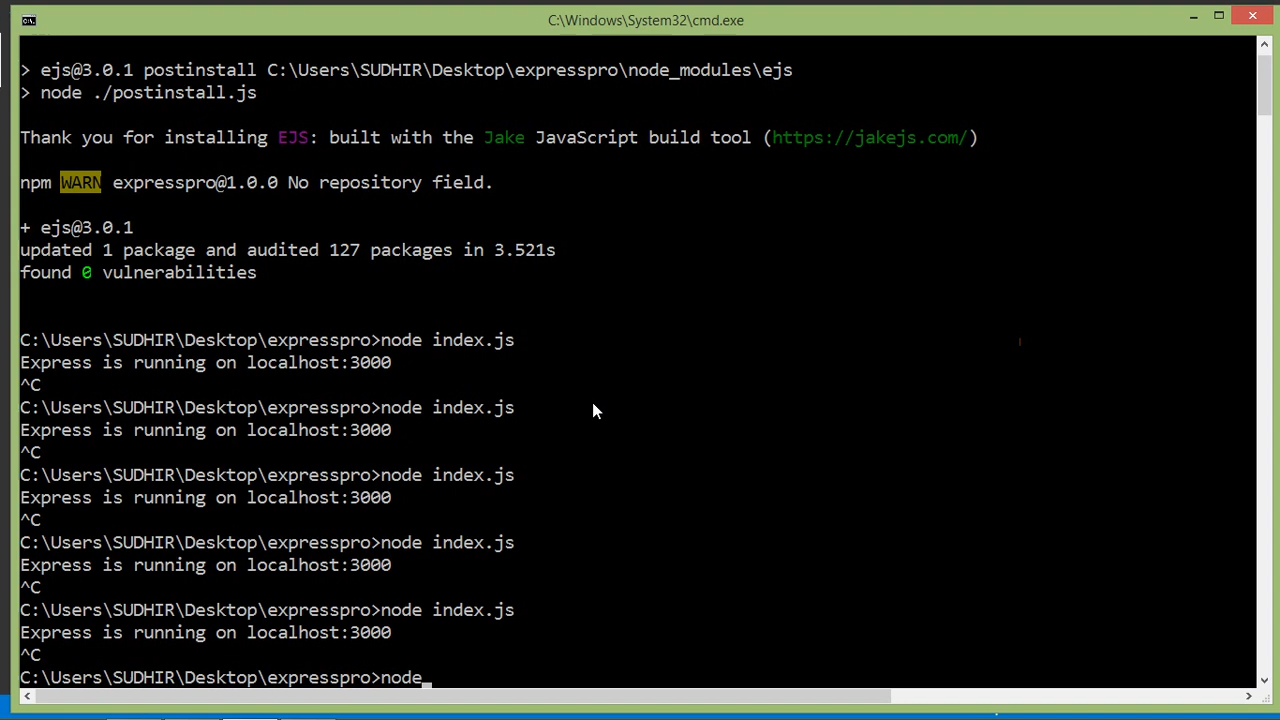 C:\Windows\System32\cmd.exe
> ejs@3.0.1 postinstall C:\Users\SUDHIR\Desktop\expresspro\node_modules\ejs
> node ./postinstall.js
Thank you for installing EJS: built with the Jake JavaScript build tool (https://jakejs.com/)
npm WARN expresspro@1.0.0 No repository field.
+ ejs@3.0.1
updated 1 package and audited 127 packages in 3.521s
found 0 vulnerabilities
C:\Users\SUDHIR\Desktop\expresspro>node index.js
Express is running on localhost:3000
^C
C:\Users\SUDHIR\Desktop\expresspro>node index.js
Express is running on localhost:3000
^C
C:\Users\SUDHIR\Desktop\expresspro>node index.js
Express is running on localhost:3000
^C
C:\Users\SUDHIR\Desktop\expresspro>node index.js
Express is running on localhost:3000
^C
C:\Users\SUDHIR\Desktop\expresspro>node index.js
Express is running on localhost:3000
^C
C:\Users\SUDHIR\Desktop\expresspro>node